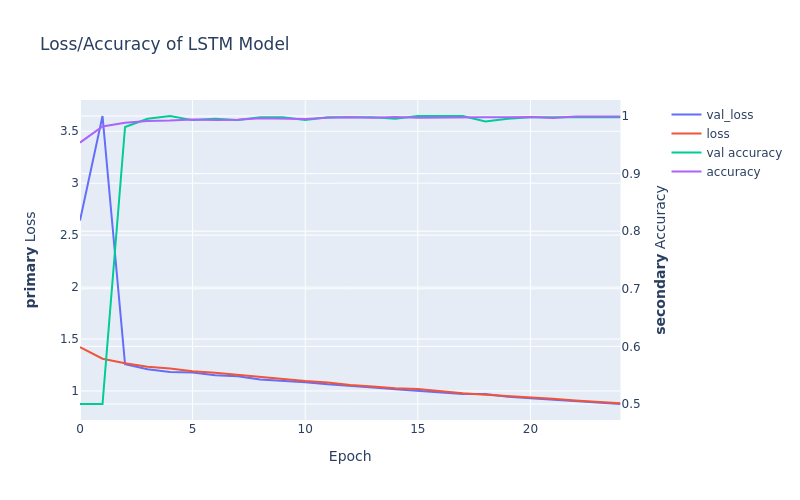 Loss/Accuracy of LSTM Model
3.5
3
2.5
2
1.5
1
primary Loss
0
5
10
15
20
Epoch
1
0.9
0.8
0.7
0.6
0.5
secondary Accuracy
val_loss
loss
val accuracy
accuracy